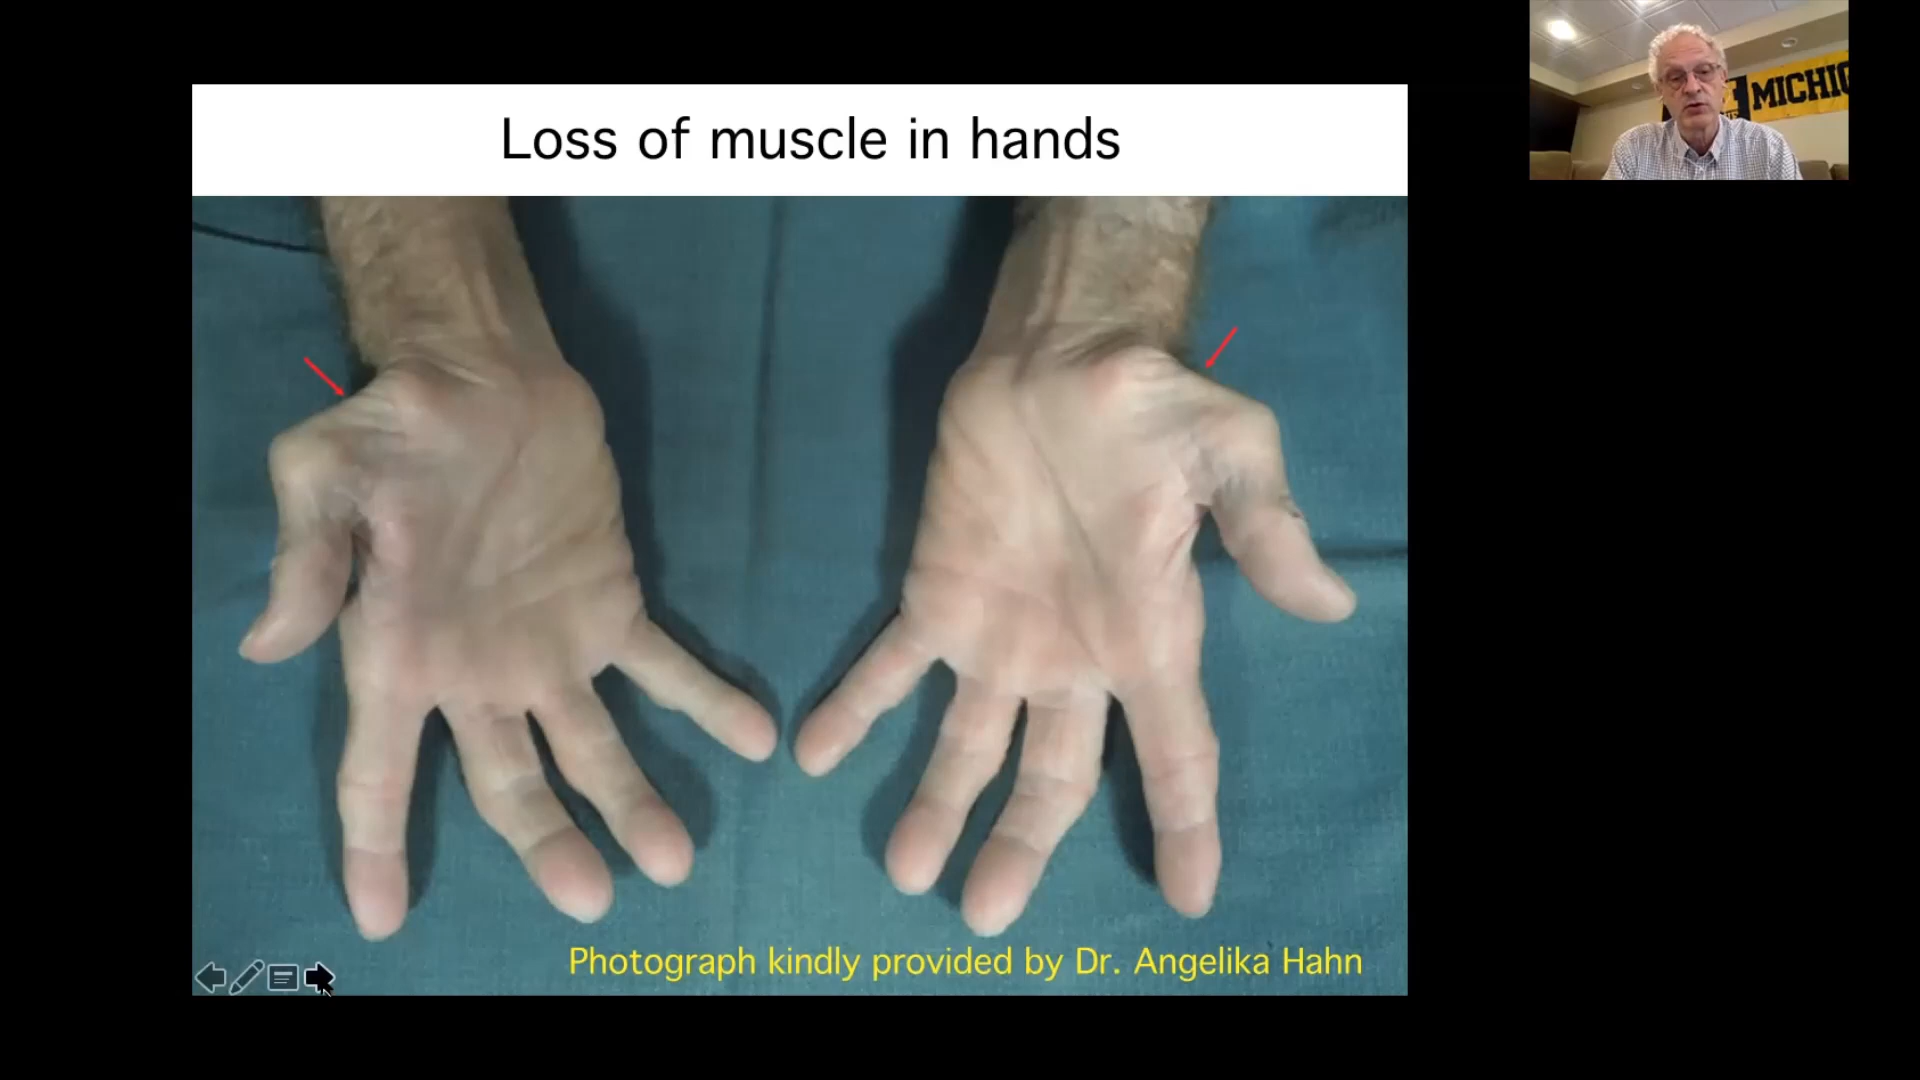 Loss of muscle in hands
MICHIG
Photograph kindly provided by Dr. Angelika Hahn